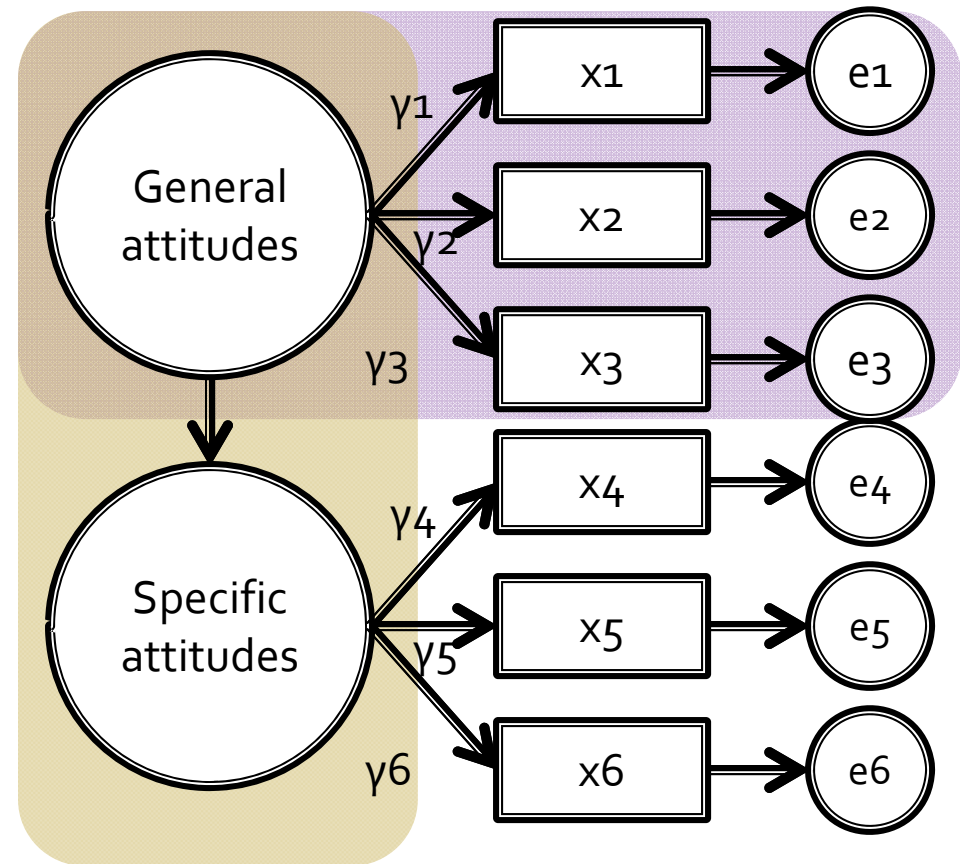 General
attitudes
γ1
γ2
γ3
x1
x2
x3
e1
e2
e3
Specific
attitudes
γ4
γ5
γ6
x4
x5
x6
e4
e5
e6